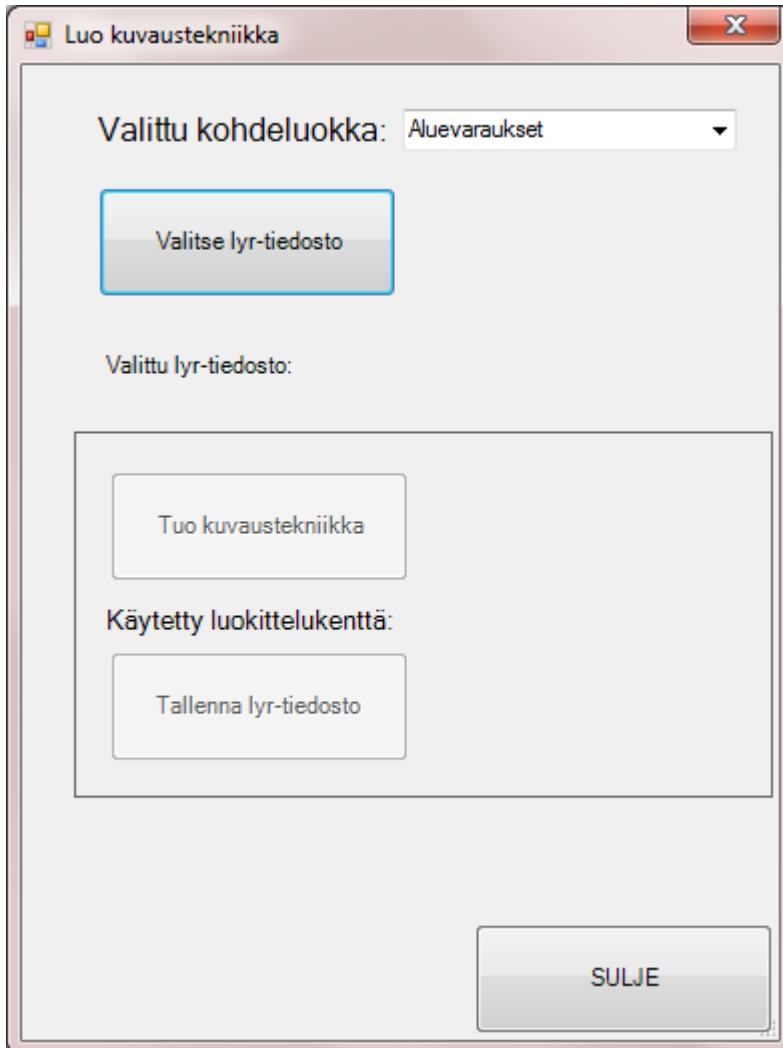 Luo kuvaustekniikka
Valittu kohdeluokka: Aluevaraukset
Valitse lyr-tiedosto
Valittu lyr-tiedosto:
Tuo kuvaustekniikka
Käytetty luokittelukenttä:
Tallenna lyr-tiedosto
SULJE